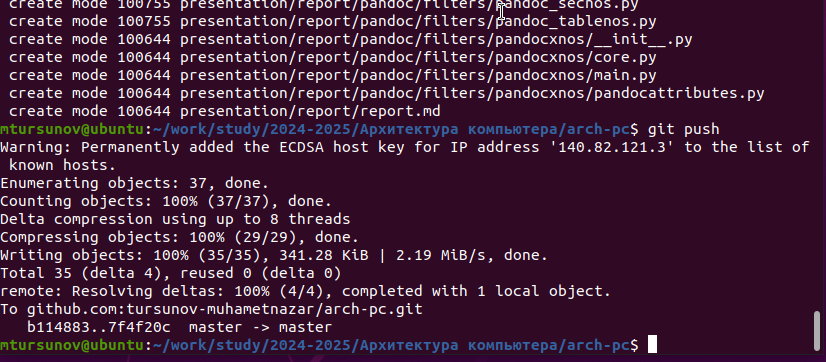 create mode 100755 presentation/report/pandoc/filters/pandoc_secnos.py
create mode 100755 presentation/report/pandoc/filters/pandoc_tablenos.py
create mode 100644 presentation/report/pandoc/filters/pandocxnos/__init__.py
create mode 100644 presentation/report/pandoc/filters/pandocxnos/core.py
create mode 100644 presentation/report/pandoc/filters/pandocxnos/main.py
create mode 100644 presentation/report/pandoc/filters/pandocxnos/pandocattributes.py
create mode 100644 presentation/report/report.md
mtursunov@ubuntu:~/work/study/2024-2025/Архитектура компьютера/arch-pc$ git push
Warning: Permanently added the ECDSA host key for IP address '140.82.121.3' to the list of
known hosts.
Enumerating objects: 37, done.
Counting objects: 100% (37/37), done.
Delta compression using up to 8 threads
Compressing objects: 100% (29/29), done.
Writing objects: 100% (35/35), 341.28 KiB | 2.19 MiB/s, done.
Total 35 (delta 4), reused 0 (delta 0)
remote: Resolving deltas: 100% (4/4), completed with 1 local object.
To github.com:tursunov-muhametnazar/arch-pc.git
b114883..7f4f20c  master -> master
mtursunov@ubuntu:~/work/study/2024-2025/Архитектура компьютера/arch-pc$